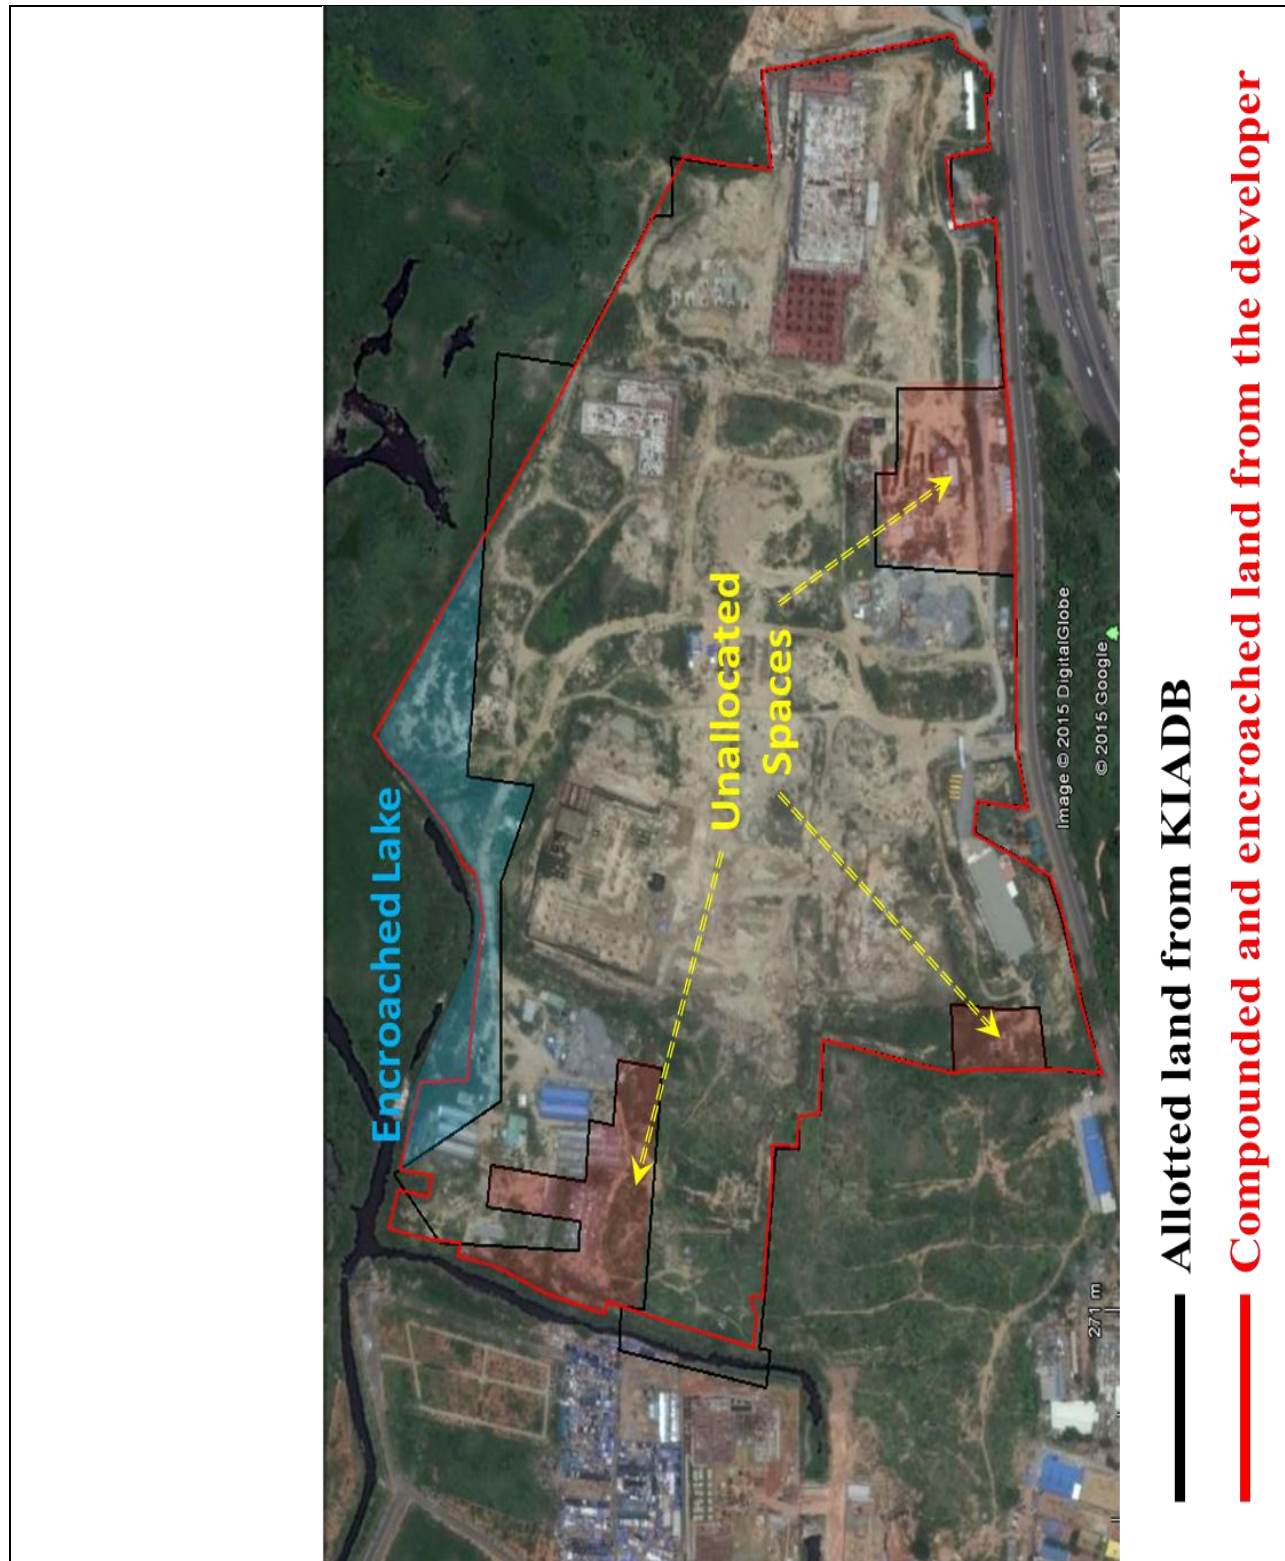 Encroached Lake
Unallocated
Spaces
Image © 2015 DigitalGlobe
© 2015 Google
271 m
Allotted land from KIADB
Compounded and encroached land from the developer